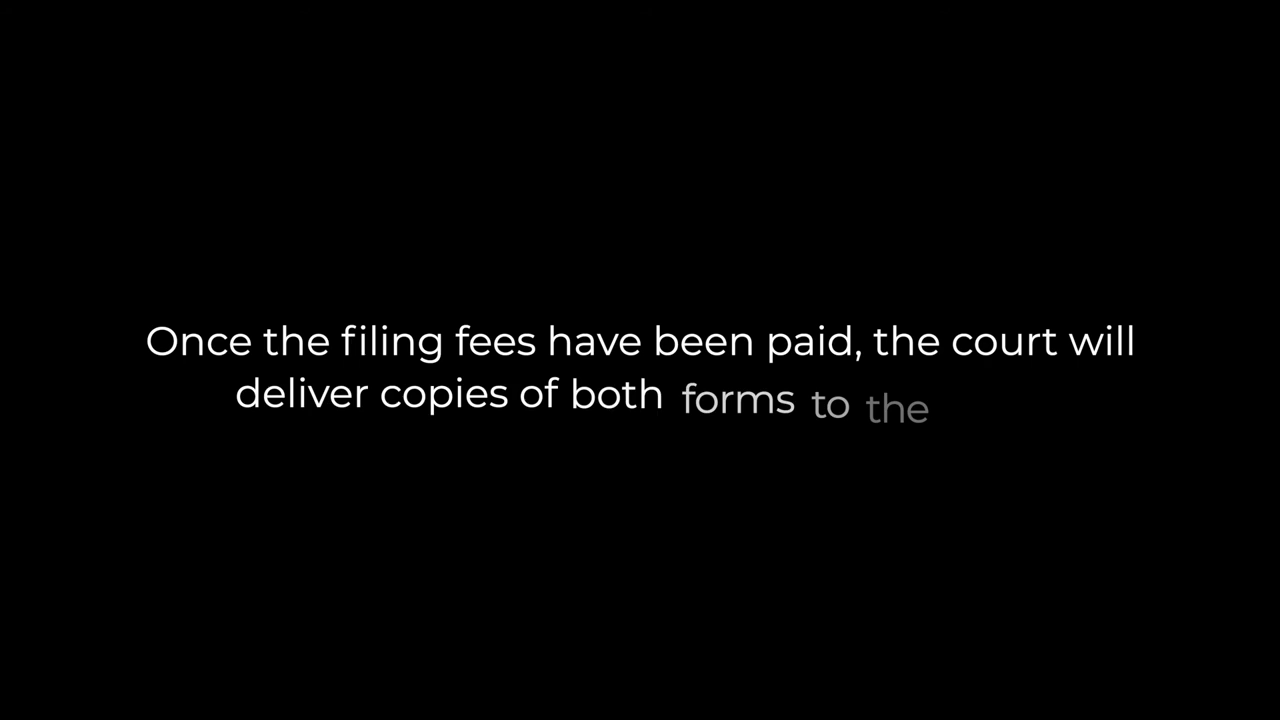 Once the filing fees have been paid, the court will
deliver copies of both forms to the